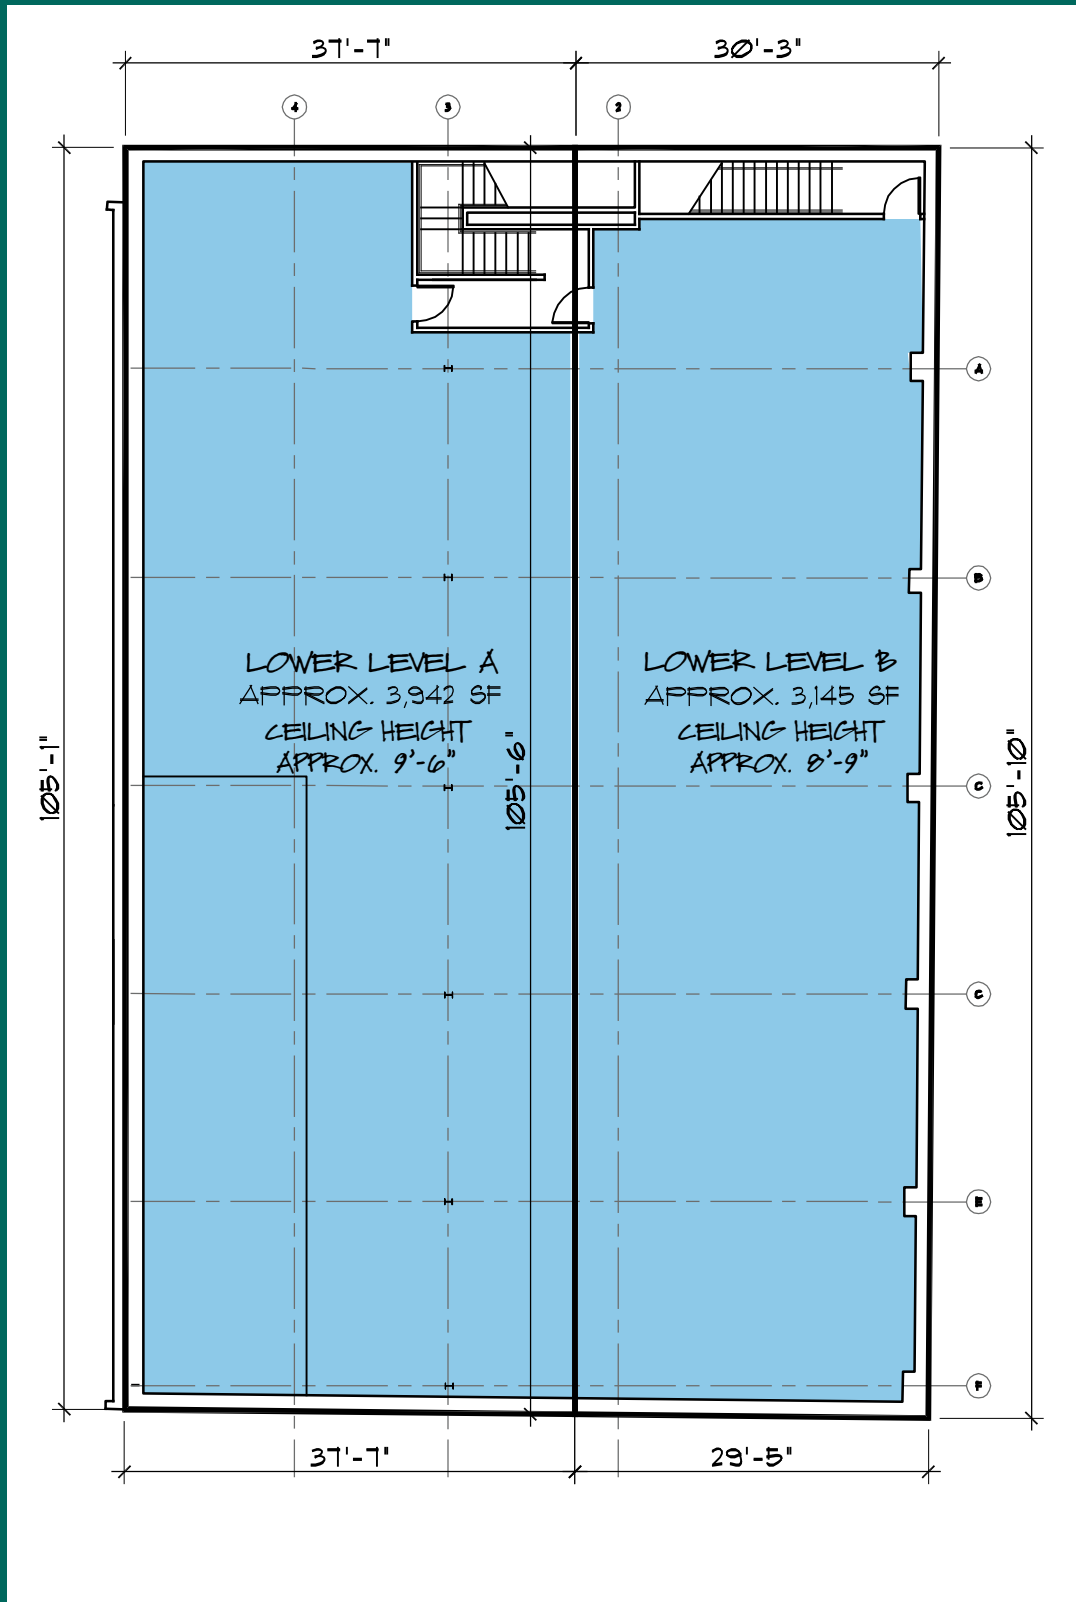 37'-7" 30'-3"
4 3 2
A
B
LOWER LEVEL A
APPROX. 3,942 SF
CEILING HEIGHT
APPROX. 9'-6"
LOWER LEVEL B
APPROX. 3,145 SF
CEILING HEIGHT
APPROX. 8'-9"
105'-1"
105'-6"
105'-10"
C
C
E
F
37'-7" 29'-5"